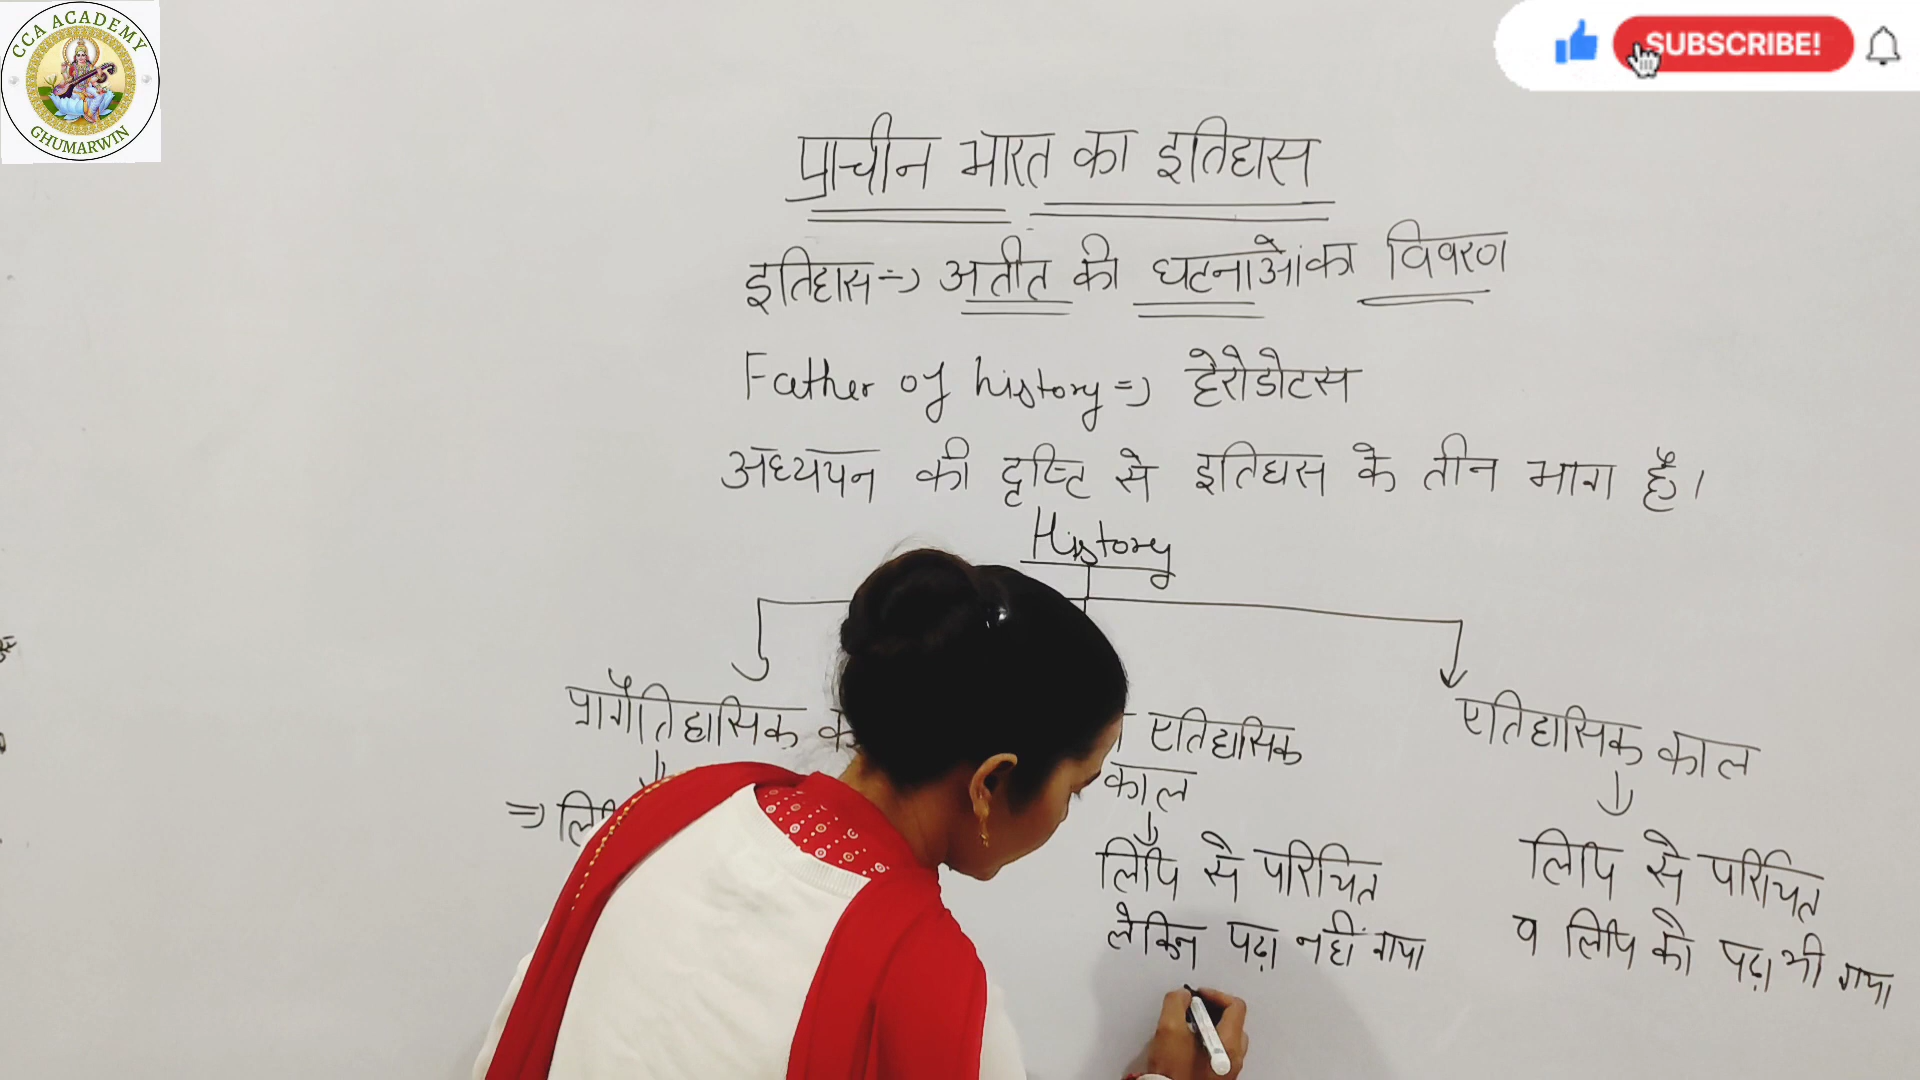 CCA ACADEMY
GHUMARWIN
SUBSCRIBE!
प्राचीन भारत का इतिहास
इतिहास => अतीत की घटनाओं का विवरण
Father of history => हेरोडोटस
अध्ययन की दृष्टि से इतिहास के तीन भाग है।
History
प्रागैतिहासिक
एतिहासिक
काल
एतिहासिक काल
=> लिपि
लिपि से परिचित
लेकिन पढ़ा नहीं गया
लिपि से परिचित
व लिपि को पढ़ा भी गया